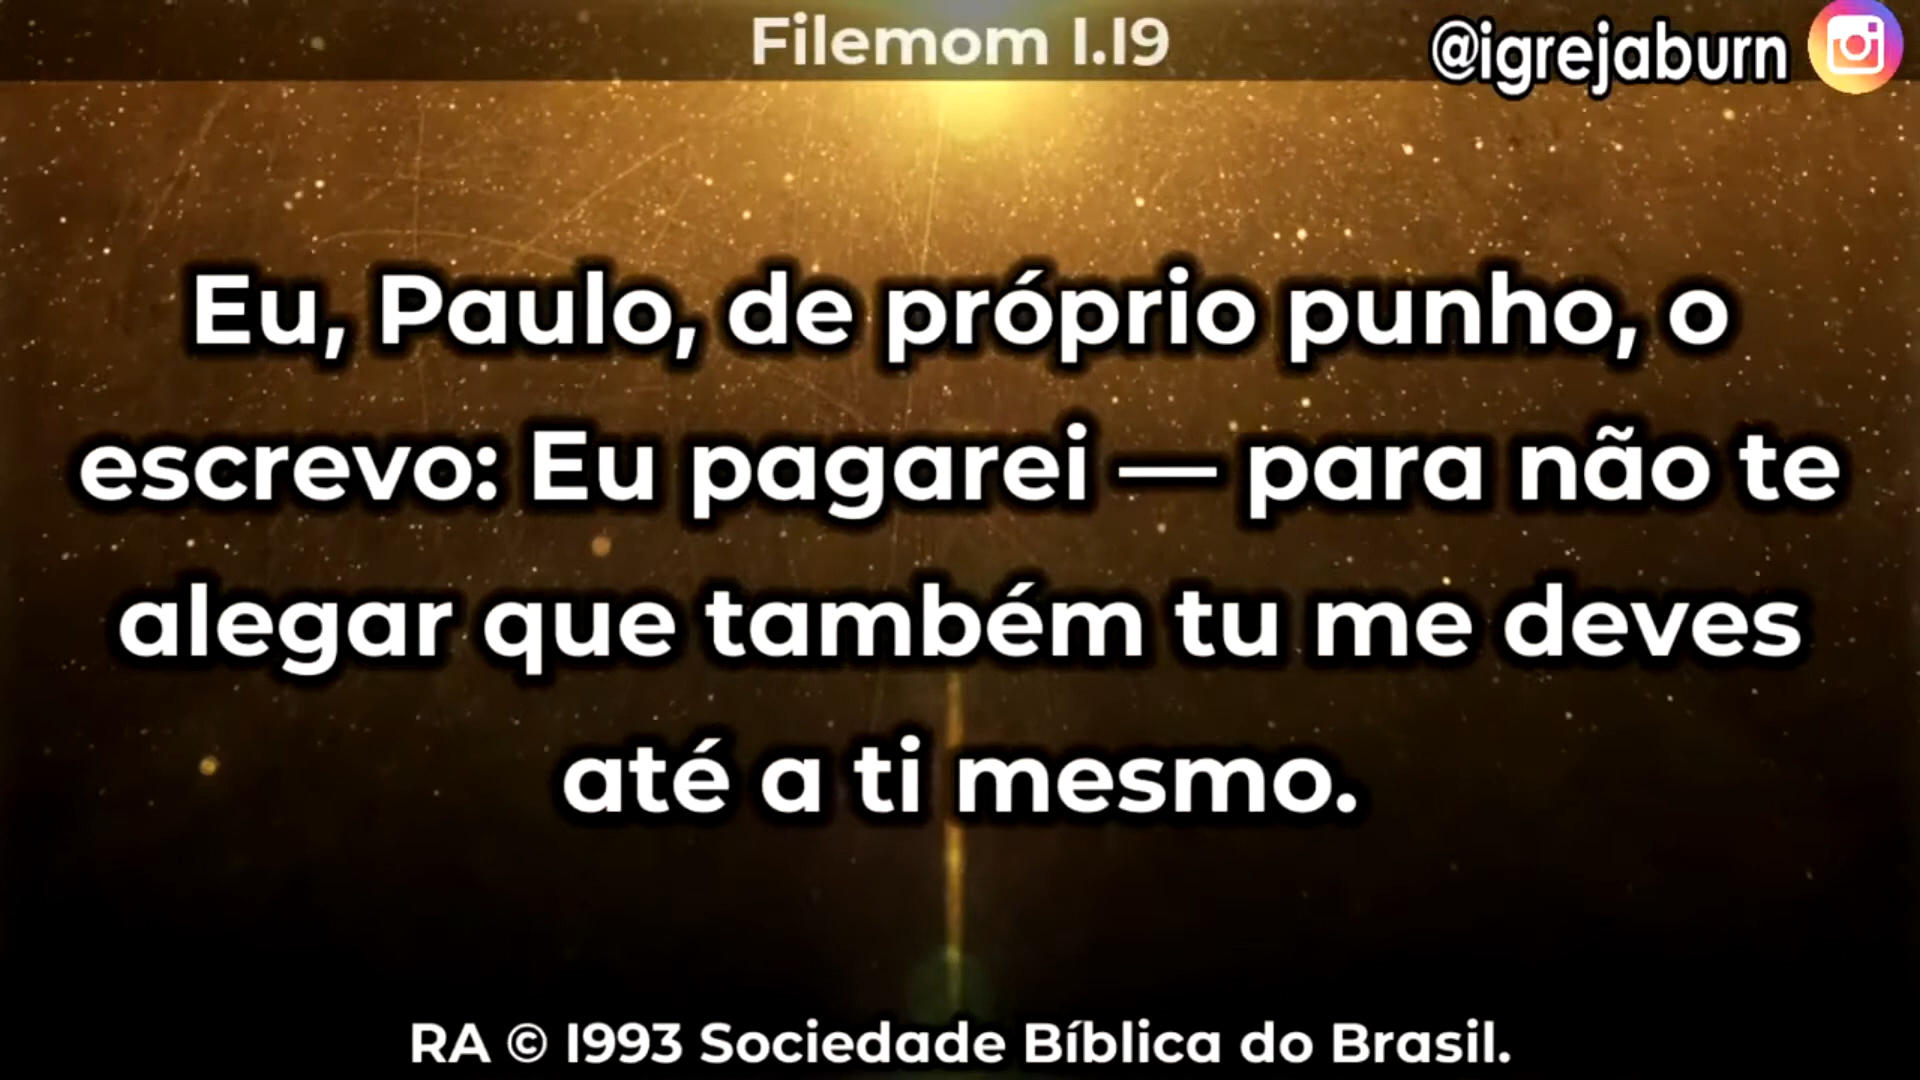 Filemom 1.19
@igrejaburn
Eu, Paulo, de próprio punho, o
escrevo: Eu pagarei — para não te
alegar que também tu me deves
até a ti mesmo.
RA © 1993 Sociedade Bíblica do Brasil.